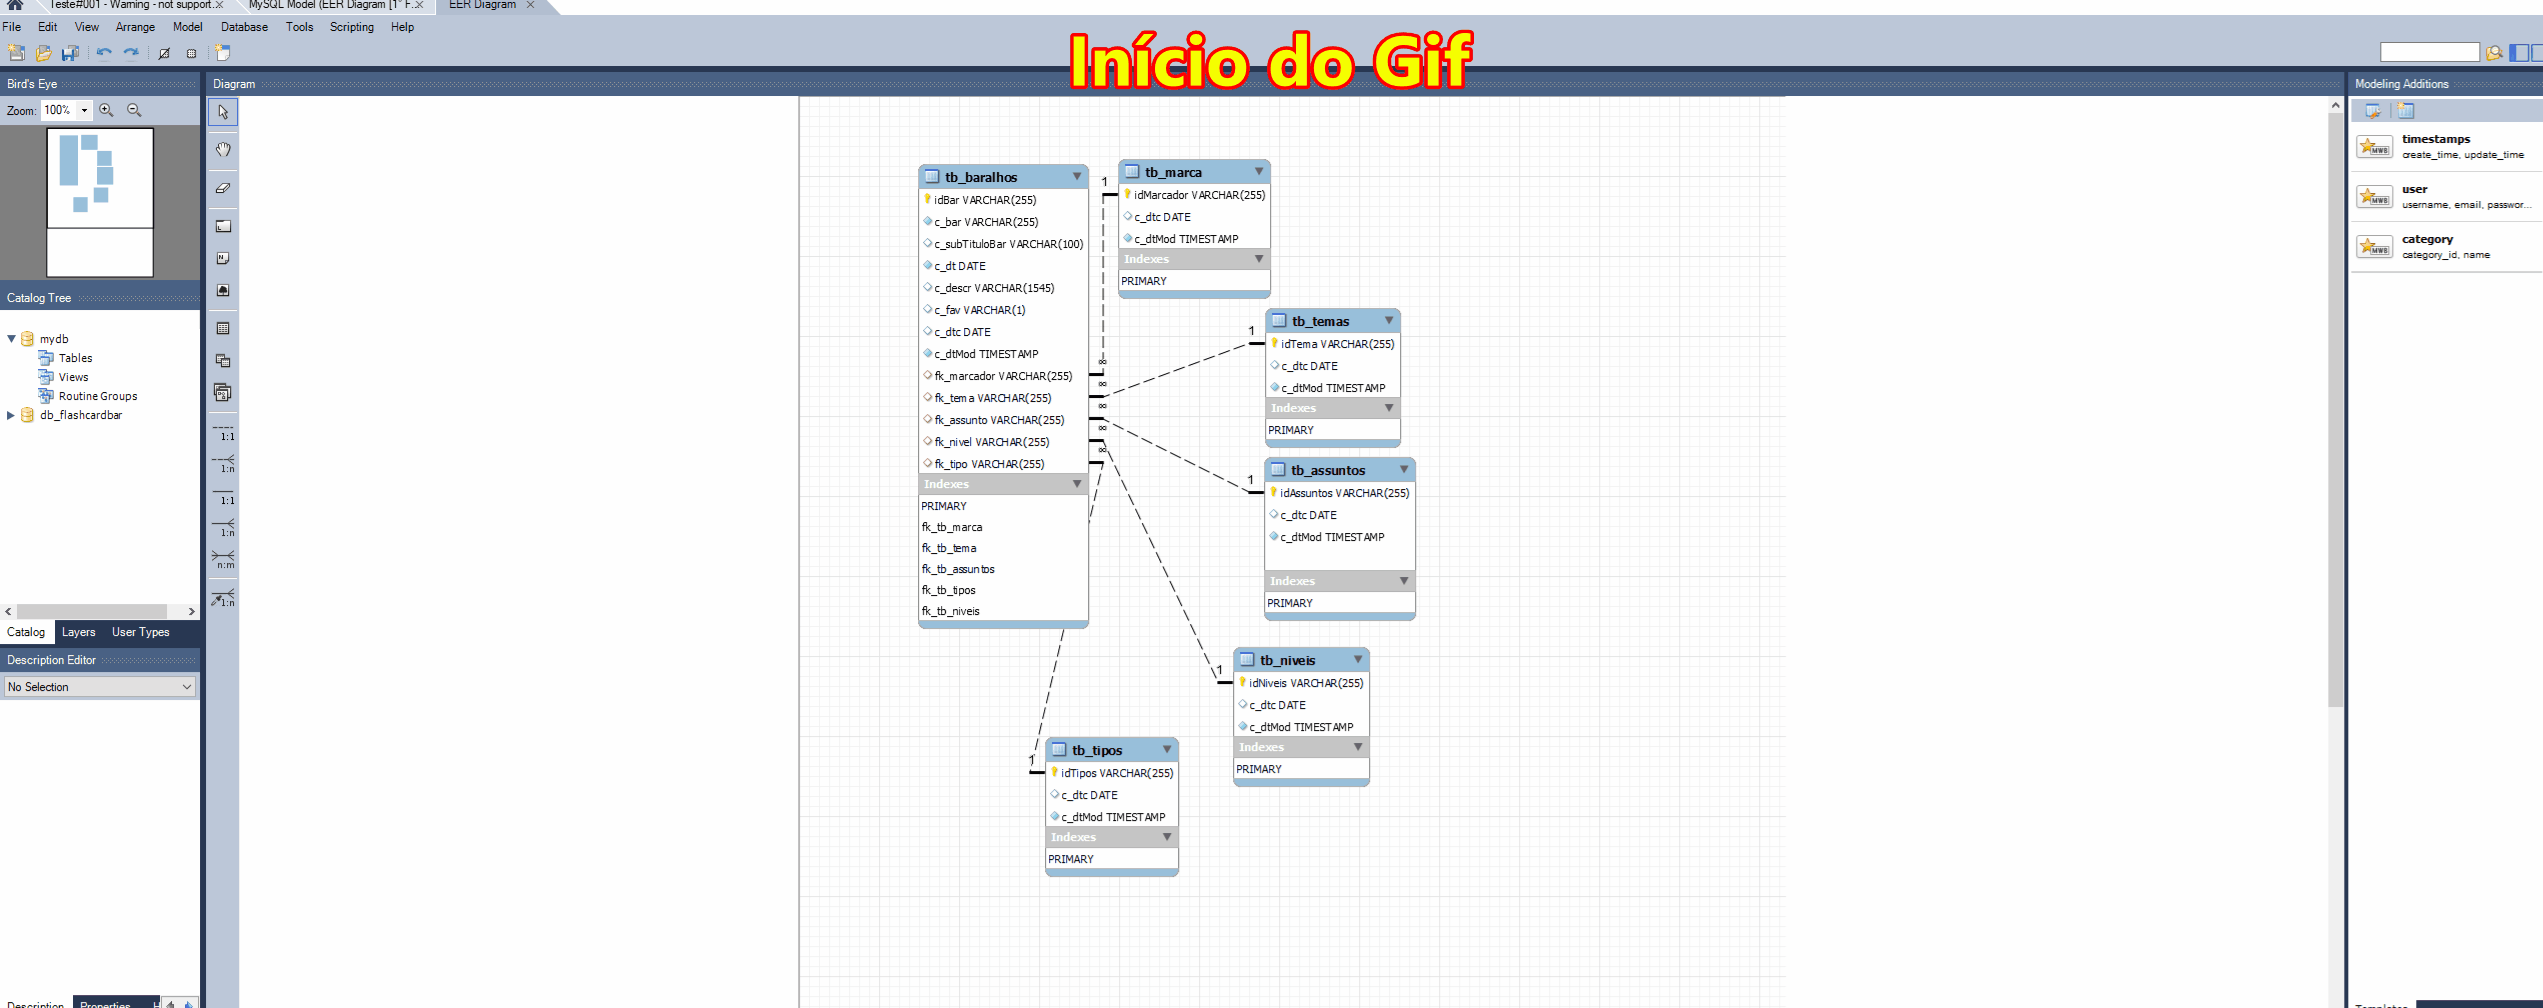 Teste#001 - Warning - not support...
MySQL Model (EER Diagram [1° F...
EER Diagram
File Edit View Arrange Model Database Tools Scripting Help
Início do Gif
Bird's Eye
Zoom: 100%
Catalog Tree
mydb
Tables
Views
Routine Groups
db_flashcardbar
Catalog Layers User Types
Description Editor
No Selection
Description Properties H
Diagram
1:1
1:n
1:1
1:n
n:m
1:n
tb_baralhos
idBar VARCHAR(255)
c_bar VARCHAR(255)
c_subTituloBar VARCHAR(100)
c_dt DATE
c_descr VARCHAR(1545)
c_fav VARCHAR(1)
c_dtc DATE
c_dtMod TIMESTAMP
fk_marcador VARCHAR(255)
fk_tema VARCHAR(255)
fk_assunto VARCHAR(255)
fk_nivel VARCHAR(255)
fk_tipo VARCHAR(255)
Indexes
PRIMARY
fk_tb_marca
fk_tb_tema
fk_tb_assuntos
fk_tb_tipos
fk_tb_niveis
1
∞
∞
∞
∞
∞
tb_marca
idMarcador VARCHAR(255)
c_dtc DATE
c_dtMod TIMESTAMP
Indexes
PRIMARY
1
tb_temas
idTema VARCHAR(255)
c_dtc DATE
c_dtMod TIMESTAMP
Indexes
PRIMARY
1
tb_assuntos
idAssuntos VARCHAR(255)
c_dtc DATE
c_dtMod TIMESTAMP
Indexes
PRIMARY
1
tb_niveis
idNiveis VARCHAR(255)
c_dtc DATE
c_dtMod TIMESTAMP
Indexes
PRIMARY
1
tb_tipos
idTipos VARCHAR(255)
c_dtc DATE
c_dtMod TIMESTAMP
Indexes
PRIMARY
Modeling Additions
timestamps
create_time, update_time
user
username, email, passwor...
category
category_id, name
Templates